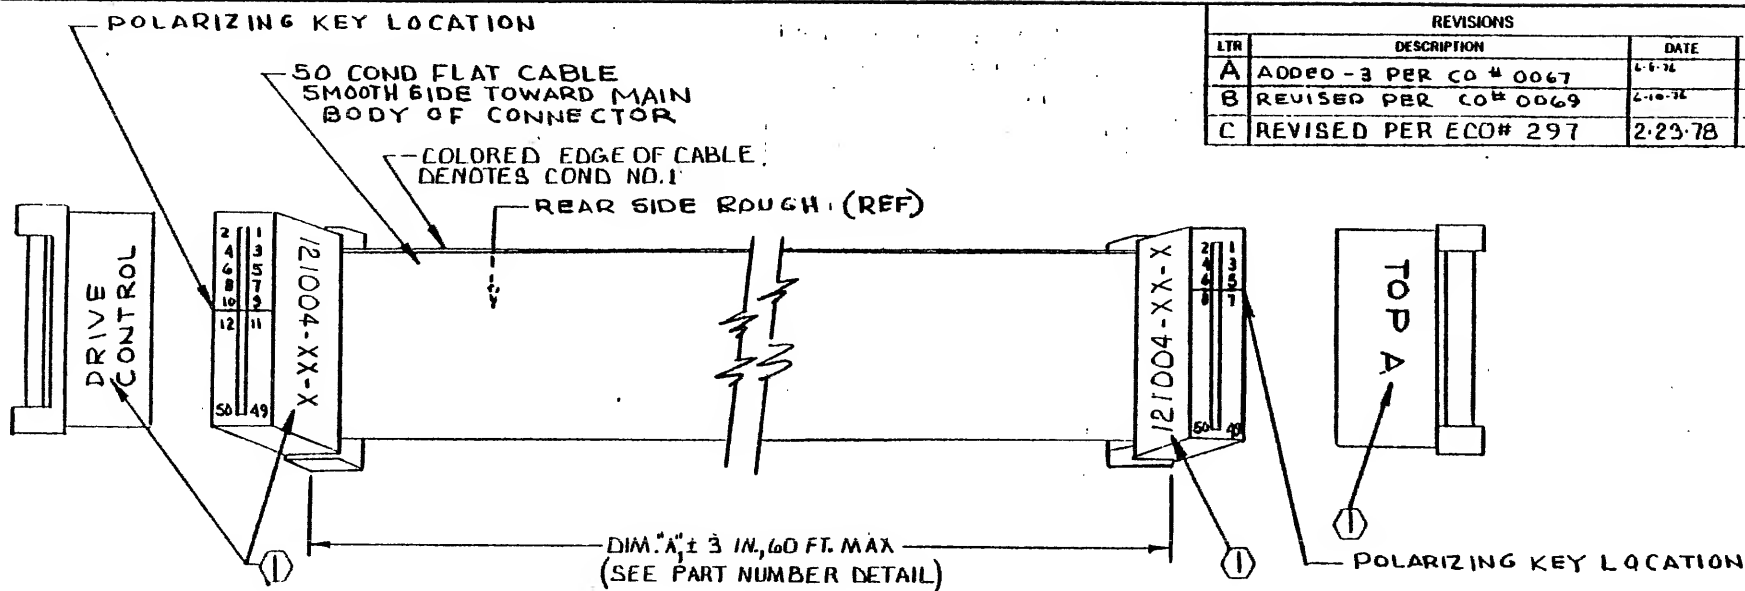 POLARIZING KEY LOCATION
50 COND FLAT CABLE
SMOOTH SIDE TOWARD MAIN
BODY OF CONNECTOR
COLORED EDGE OF CABLE
DENOTES COND NO.1
REAR SIDE ROUGH (REF)
REVISIONS
LTR DESCRIPTION DATE
A ADDED -3 PER CO # 0067
B REVISED PER CO# 0069 6-10-76
C REVISED PER ECO# 297 2-23-78
DRIVE
CONTROL
2 1
4 3
6 5
8 7
10 9
12 11
50 49
121004-XX-X
121004-XX-X
2 1
4 3
6 5
8 7
50 49
TOP A
1
DIM. "A", ± 3 IN., 60 FT. MAX
(SEE PART NUMBER DETAIL)
1
1
POLARIZING KEY LOCATION